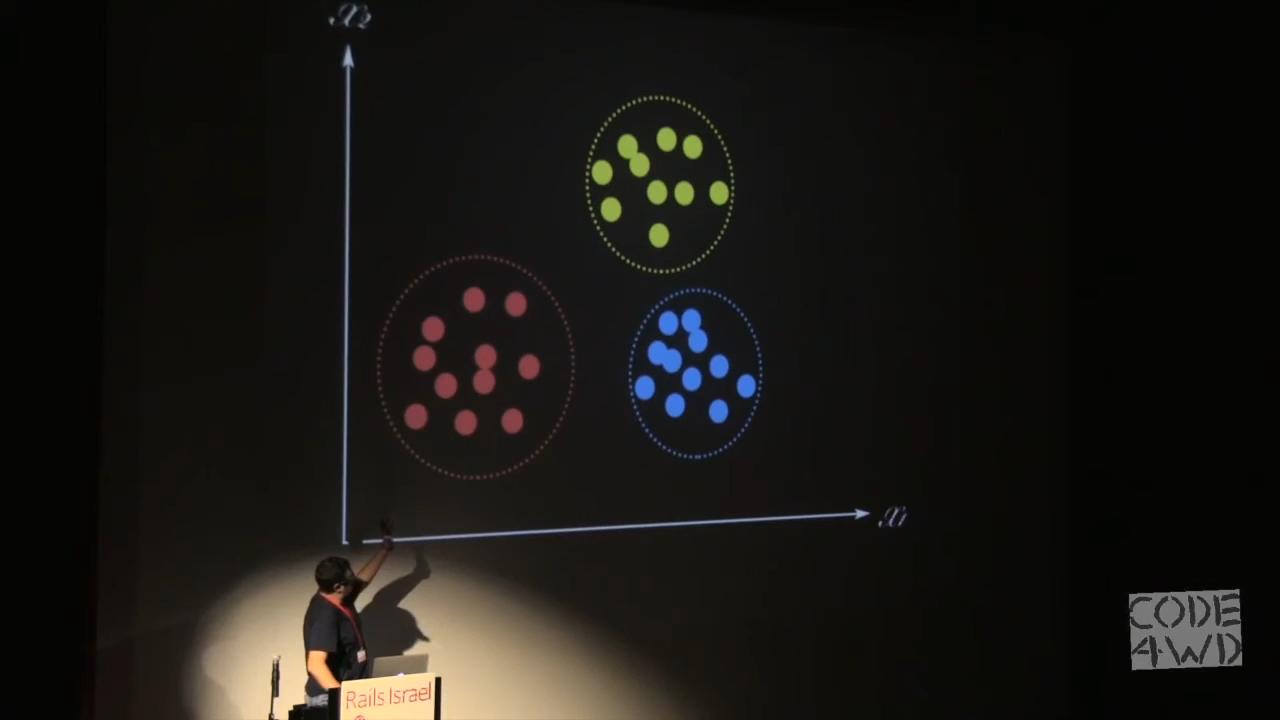 x₂
x₁
Rails Israel
CODE
4WD